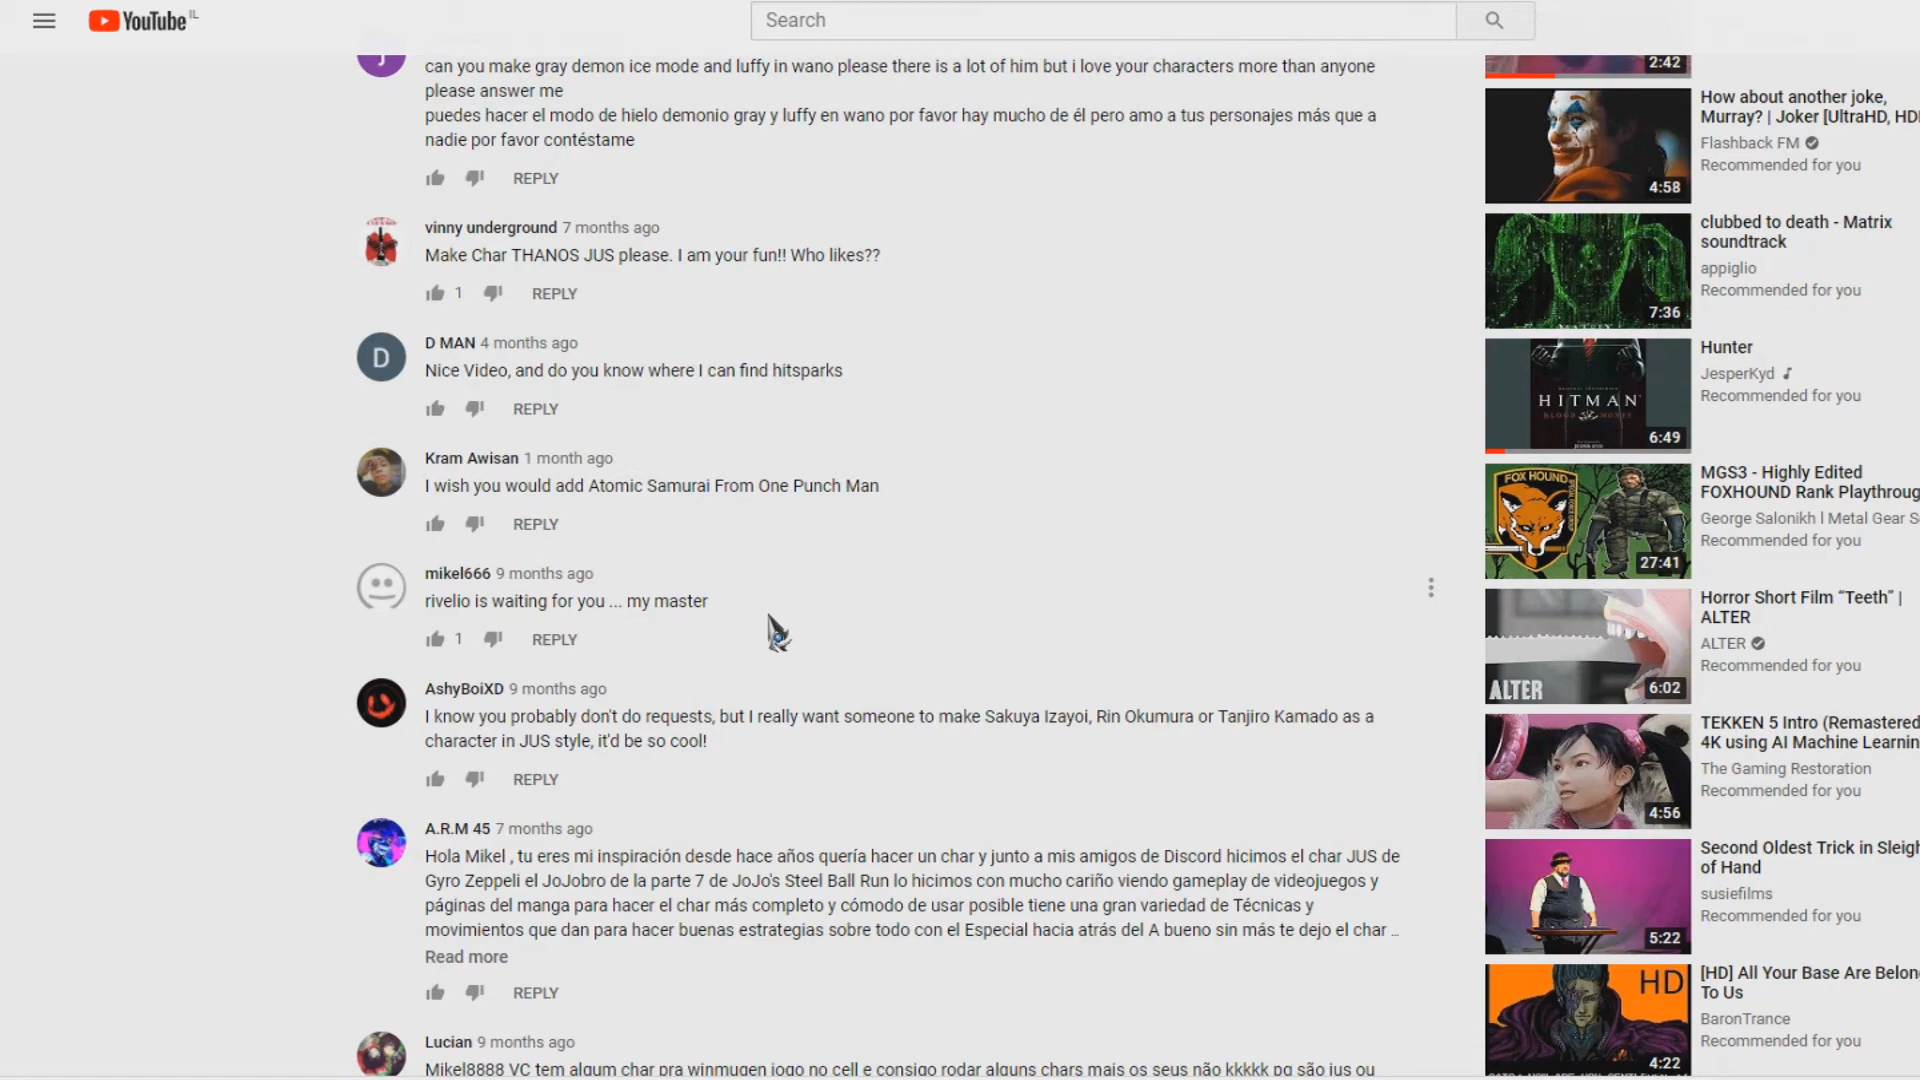 YouTube IL
Search
can you make gray demon ice mode and luffy in wano please there is a lot of him but i love your characters more than anyone
please answer me
puedes hacer el modo de hielo demonio gray y luffy en wano por favor hay mucho de él pero amo a tus personajes más que a
nadie por favor contéstame
REPLY
vinny underground 7 months ago
Make Char THANOS JUS please. I am your fun!! Who likes??
1 REPLY
D
D MAN 4 months ago
Nice Video, and do you know where I can find hitsparks
REPLY
Kram Awisan 1 month ago
I wish you would add Atomic Samurai From One Punch Man
REPLY
mikel666 9 months ago
rivelio is waiting for you ... my master
1 REPLY
AshyBoiXD 9 months ago
I know you probably don't do requests, but I really want someone to make Sakuya Izayoi, Rin Okumura or Tanjiro Kamado as a
character in JUS style, it'd be so cool!
REPLY
A.R.M 45 7 months ago
Hola Mikel , tu eres mi inspiración desde hace años quería hacer un char y junto a mis amigos de Discord hicimos el char JUS de
Gyro Zeppeli el JoJobro de la parte 7 de JoJo's Steel Ball Run lo hicimos con mucho cariño viendo gameplay de videojuegos y
páginas del manga para hacer el char más completo y cómodo de usar posible tiene una gran variedad de Técnicas y
movimientos que dan para hacer buenas estrategias sobre todo con el Especial hacia atrás del A bueno sin más te dejo el char ...
Read more
REPLY
Lucian 9 months ago
Mikel8888 VC tem algum char pra winmugen jogo no cell e consigo rodar alguns chars mais os seus não kkkkk pq são jus ou
2:42
How about another joke,
Murray? | Joker [UltraHD, HD
Flashback FM
Recommended for you
4:58
clubbed to death - Matrix
soundtrack
appiglio
Recommended for you
7:36
Hunter
JesperKyd
Recommended for you
HITMAN
BLOOD MONEY
6:49
MGS3 - Highly Edited
FOXHOUND Rank Playthroug
George Salonikh l Metal Gear S
Recommended for you
FOX HOUND
27:41
Horror Short Film “Teeth” |
ALTER
ALTER
Recommended for you
ALTER
6:02
TEKKEN 5 Intro (Remastered
4K using AI Machine Learnin
The Gaming Restoration
Recommended for you
4:56
Second Oldest Trick in Sleigh
of Hand
susiefilms
Recommended for you
5:22
[HD] All Your Base Are Belon
To Us
BaronTrance
Recommended for you
HD
4:22